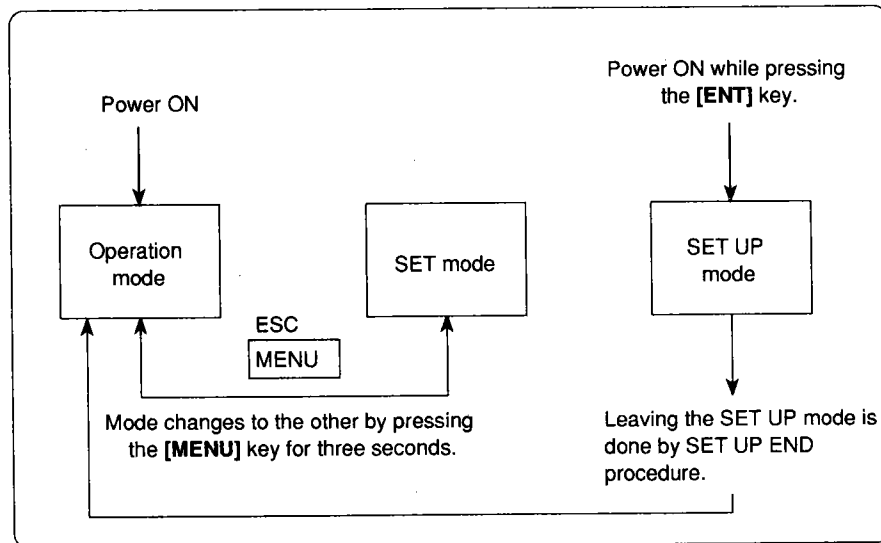 Power ON
Power ON while pressing
the [ENT] key.
Operation
mode
SET mode
SET UP
mode
ESC
MENU
Mode changes to the other by pressing
the [MENU] key for three seconds.
Leaving the SET UP mode is
done by SET UP END
procedure.